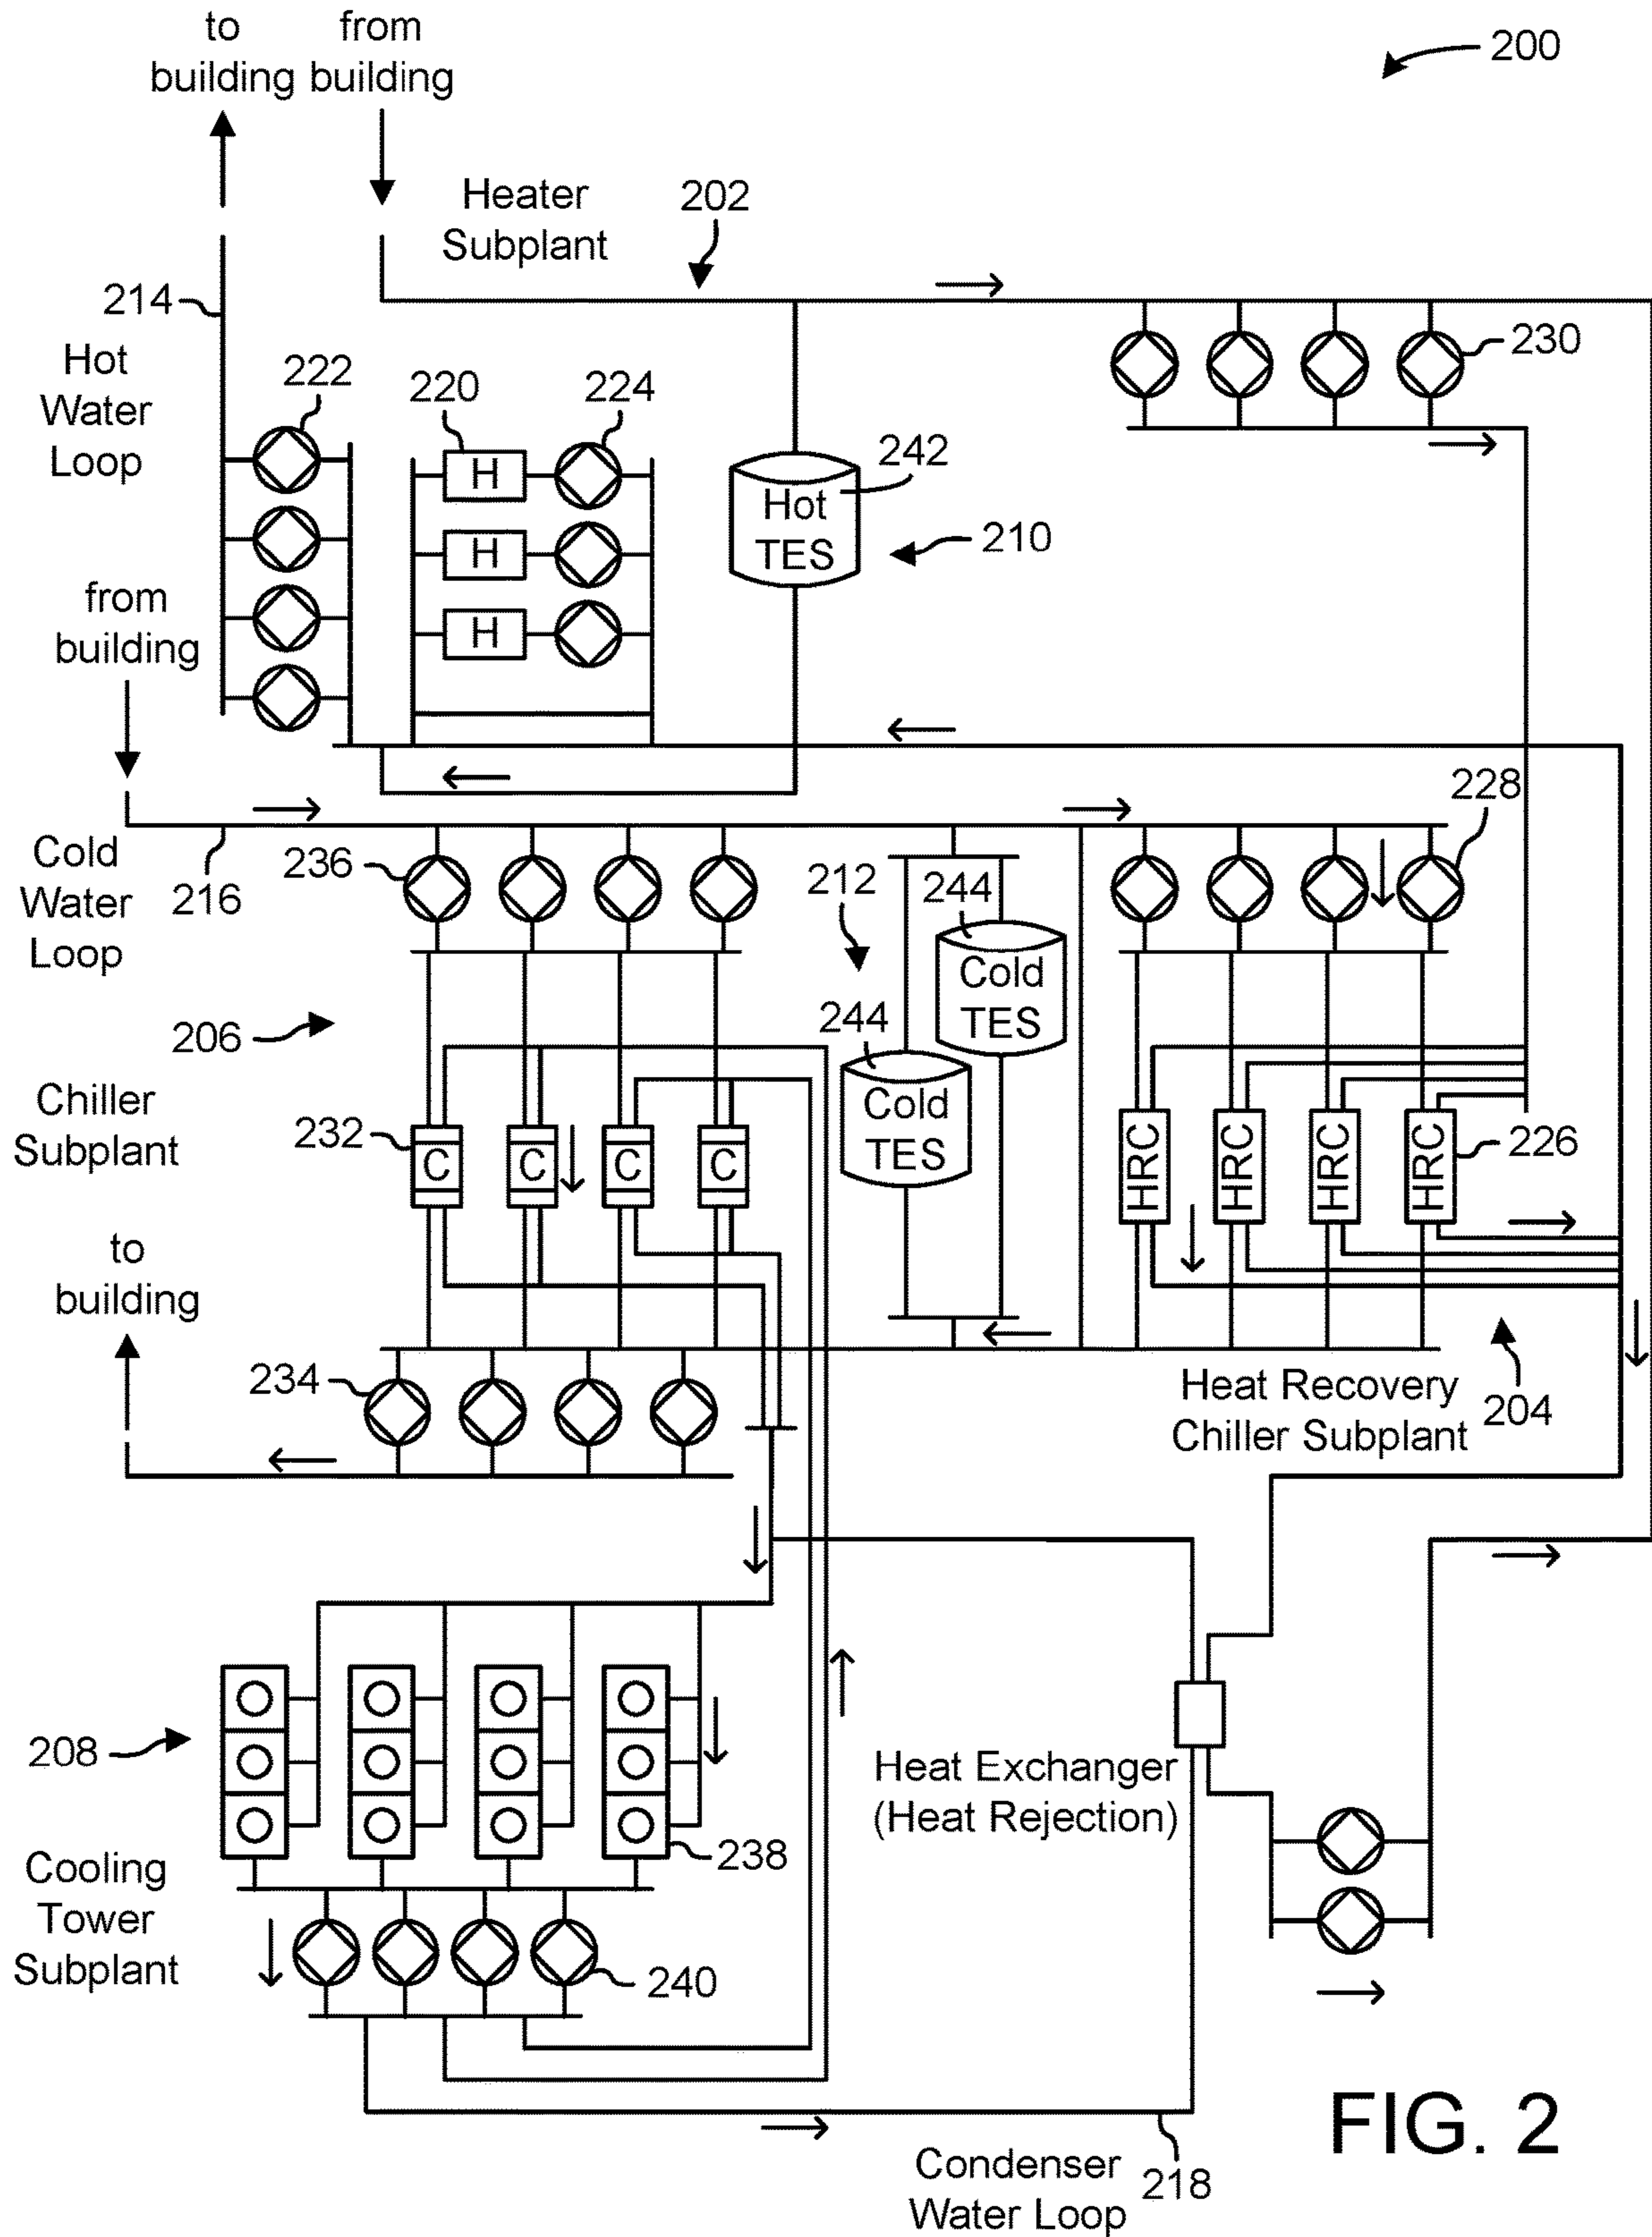 to
building
from
building
200
Heater
Subplant
202
214
Hot
Water
Loop
222
220
224
230
H
H
H
242
Hot
TES
210
from
building
228
Cold
Water
Loop
216
236
212
244
Cold
TES
244
Cold
TES
206
Chiller
Subplant
232
C
C
C
C
HRC
HRC
HRC
HRC
226
to
building
234
Heat Recovery
Chiller Subplant
204
208
Heat Exchanger
(Heat Rejection)
238
Cooling
Tower
Subplant
240
Condenser
Water Loop
218
FIG. 2